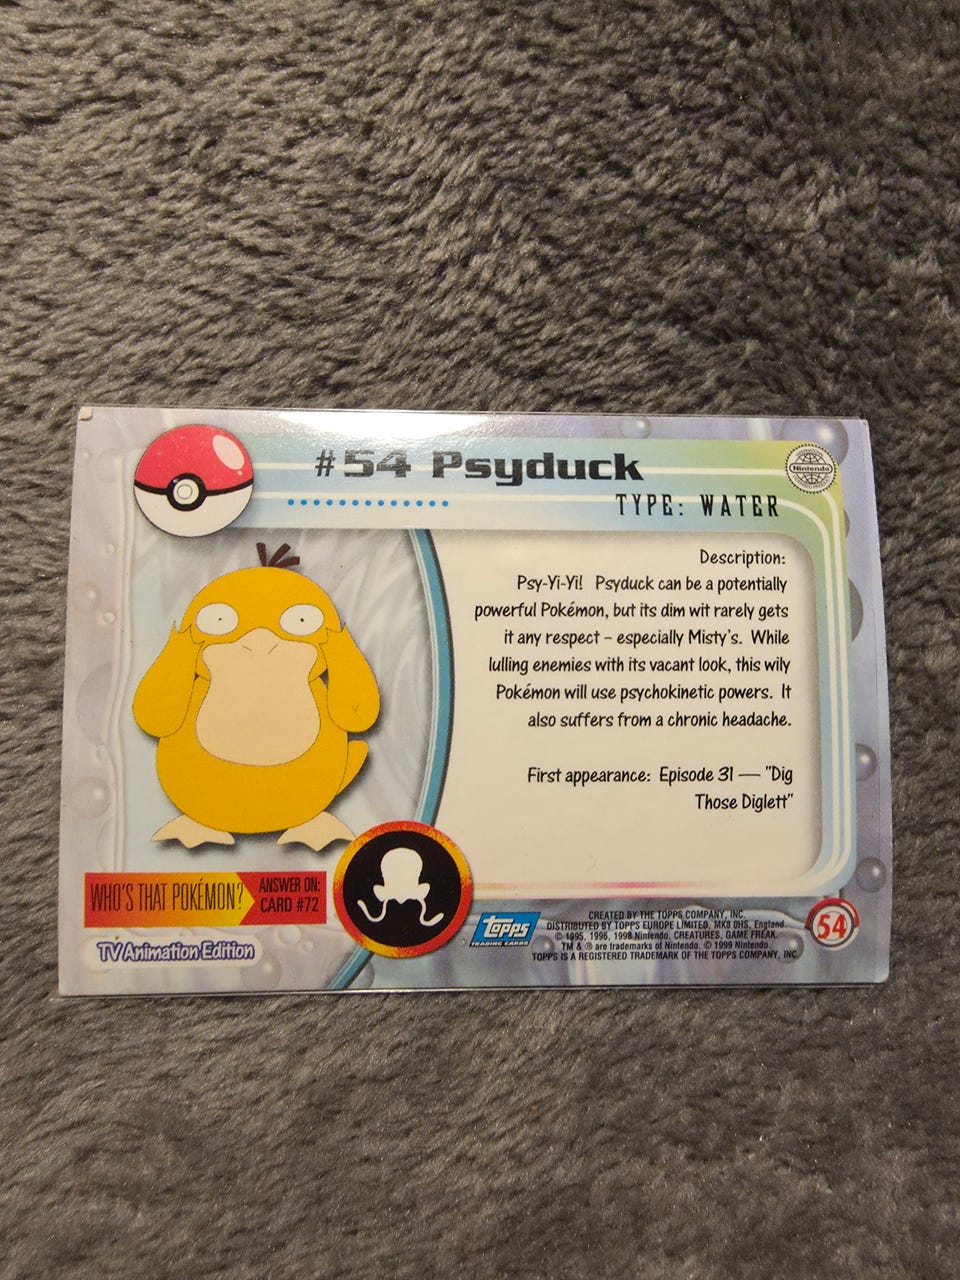 #54 Psyduck
TYPE: WATER
Nintendo
Description:
Psy-Yi-Yi! Psyduck can be a potentially
powerful Pokémon, but its dim wit rarely gets
it any respect – especially Misty's. While
lulling enemies with its vacant look, this wily
Pokémon will use psychokinetic powers. It
also suffers from a chronic headache.
First appearance: Episode 31 — "Dig
Those Diglett"
WHO'S THAT POKÉMON?
ANSWER ON:
CARD #72
TV Animation Edition
topps
TRADING CARDS
CREATED BY THE TOPPS COMPANY, INC.
DISTRIBUTED BY TOPPS EUROPE LIMITED, MK8 0HS, England.
© 1995, 1996, 1998 Nintendo, CREATURES, GAME FREAK.
TM & ® are trademarks of Nintendo. © 1999 Nintendo.
TOPPS IS A REGISTERED TRADEMARK OF THE TOPPS COMPANY, INC.
54